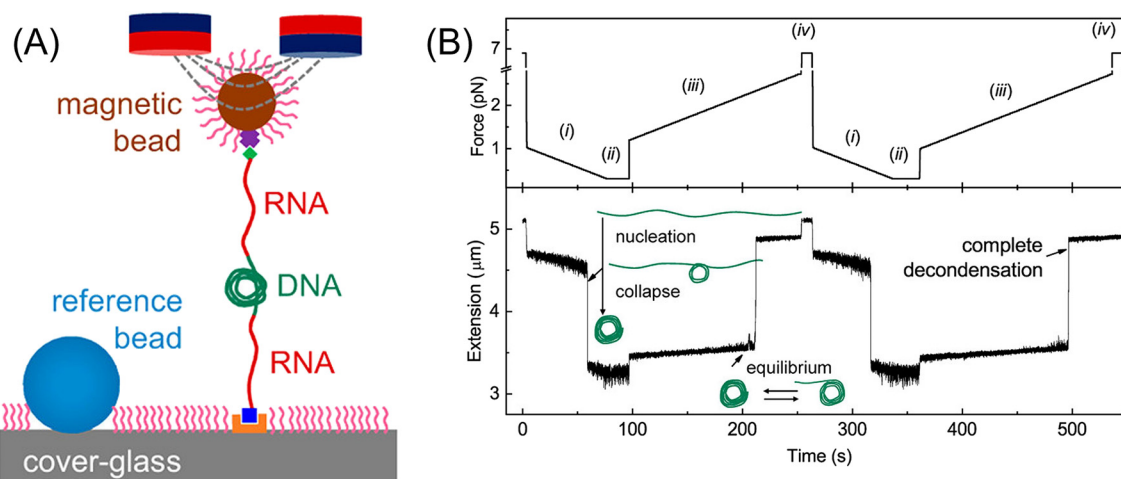 (A)
magnetic
bead
RNA
DNA
reference
bead
RNA
cover-glass
(B)
(iv)
(iv)
7
(iii)
(iii)
2
(i)
(i)
1
(ii)
(ii)
Force (pN)
5
nucleation
complete
decondensation
collapse
4
Extension (μm)
equilibrium
3
0
100
200
300
400
500
Time (s)